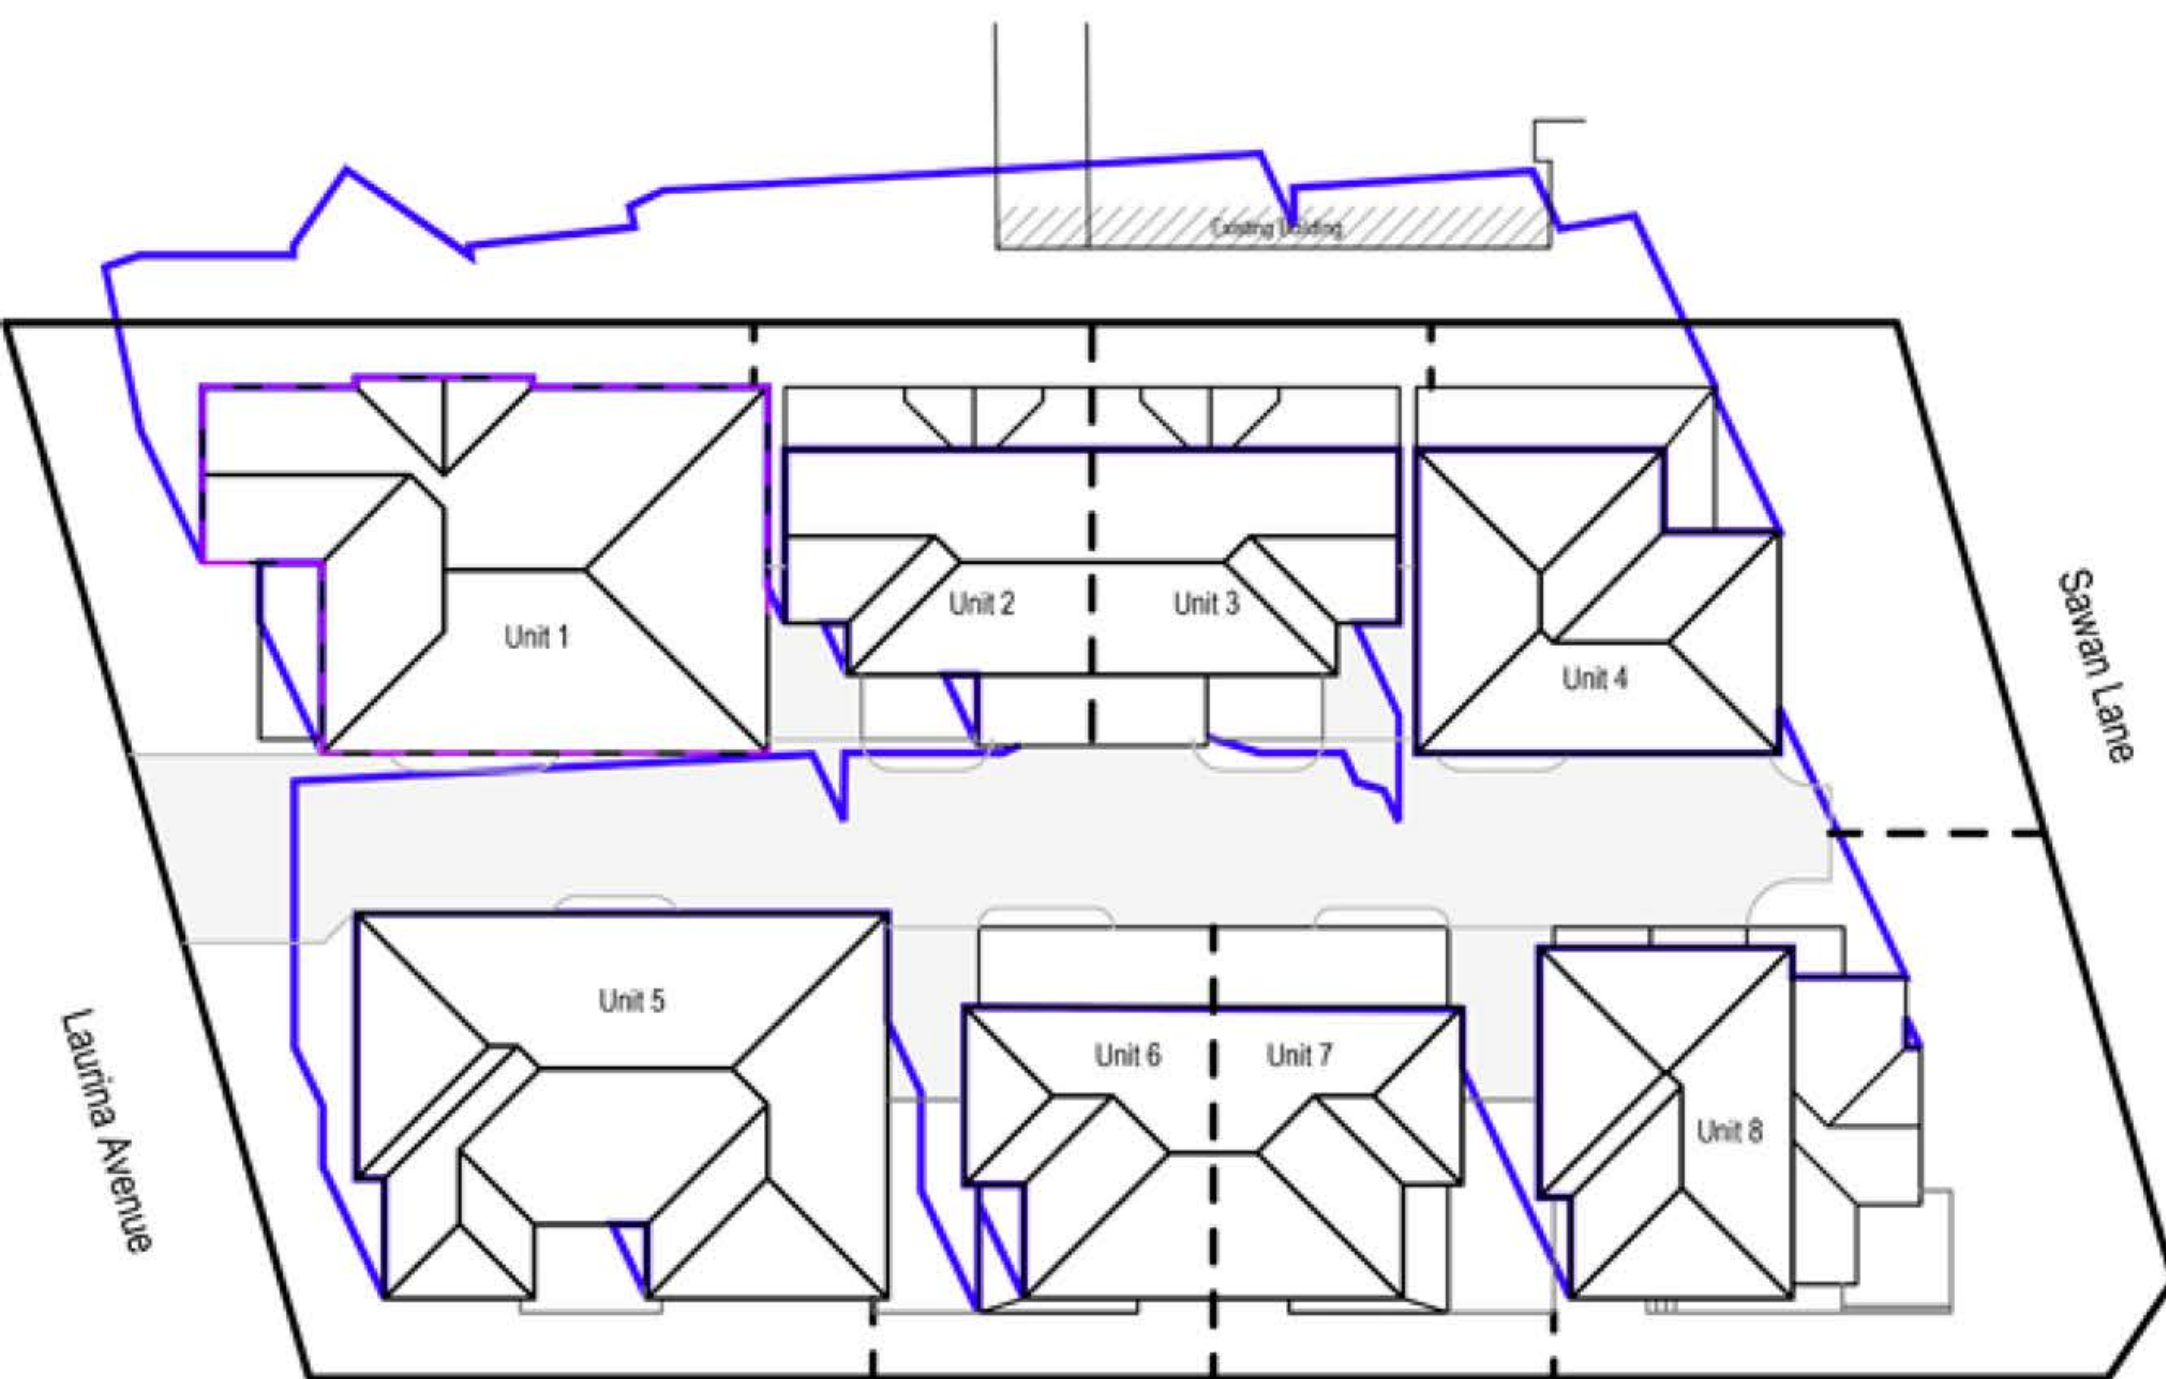 Existing Building
Unit 1
Unit 2
Unit 3
Unit 4
Sawan Lane
Unit 5
Unit 6
Unit 7
Unit 8
Laurina Avenue